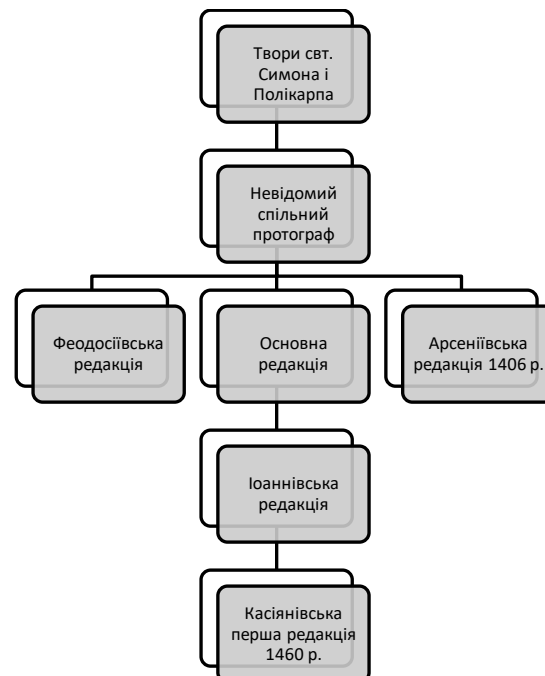 Твори свт.
Симона і
Полікарпа
Невідомий
спільний
протограф
Феодосіївська
редакція
Основна
редакція
Арсеніївська
редакція 1406 р.
Іоаннівська
редакція
Касіянівська
перша редакція
1460 р.